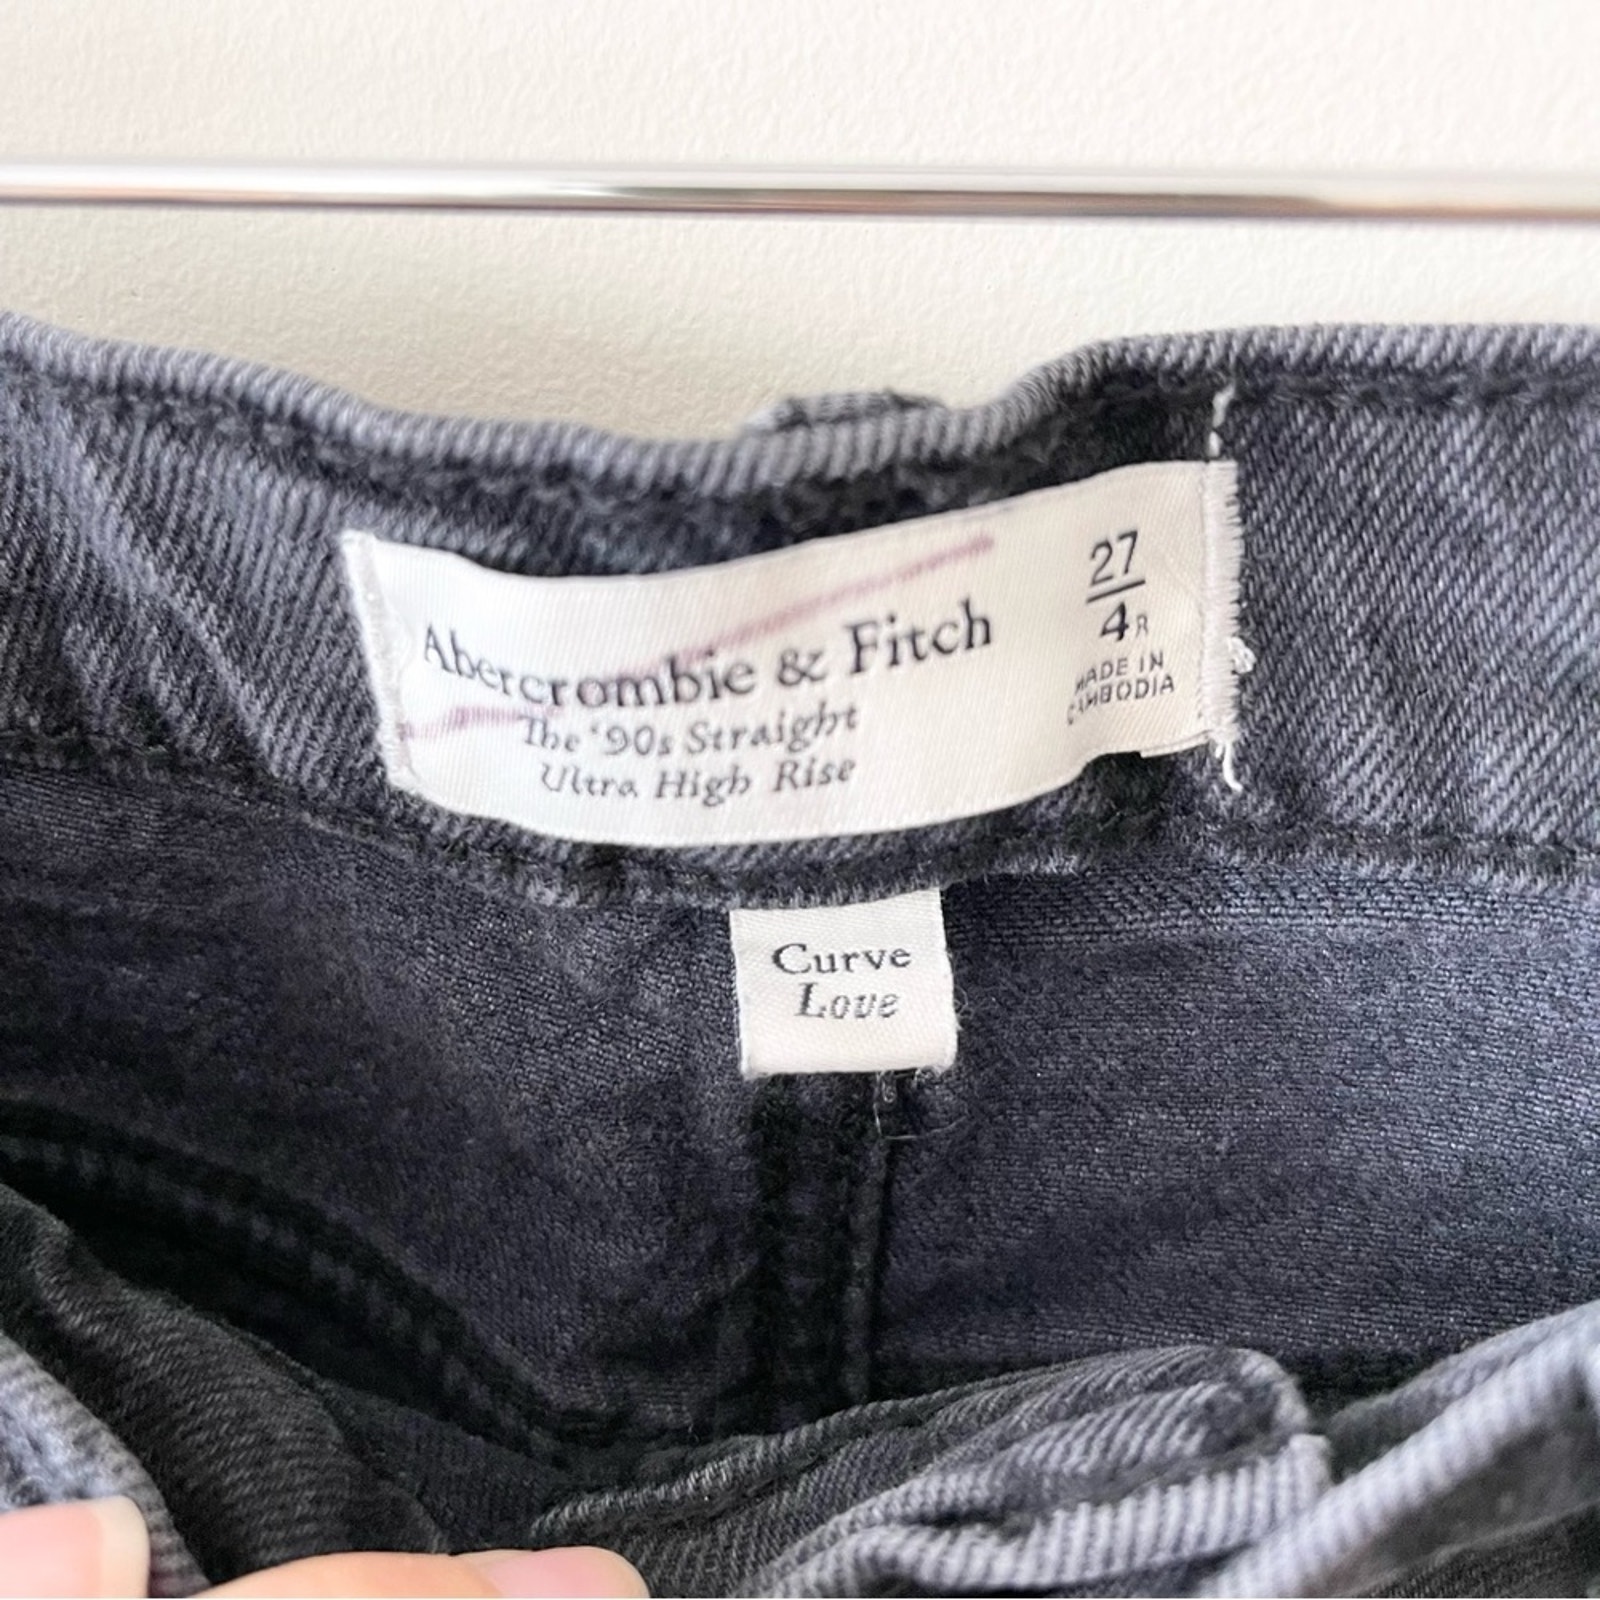 Abercrombie & Fitch
The '90s Straight
Ultra High Rise
27
4R
MADE IN
CAMBODIA
Curve
Love